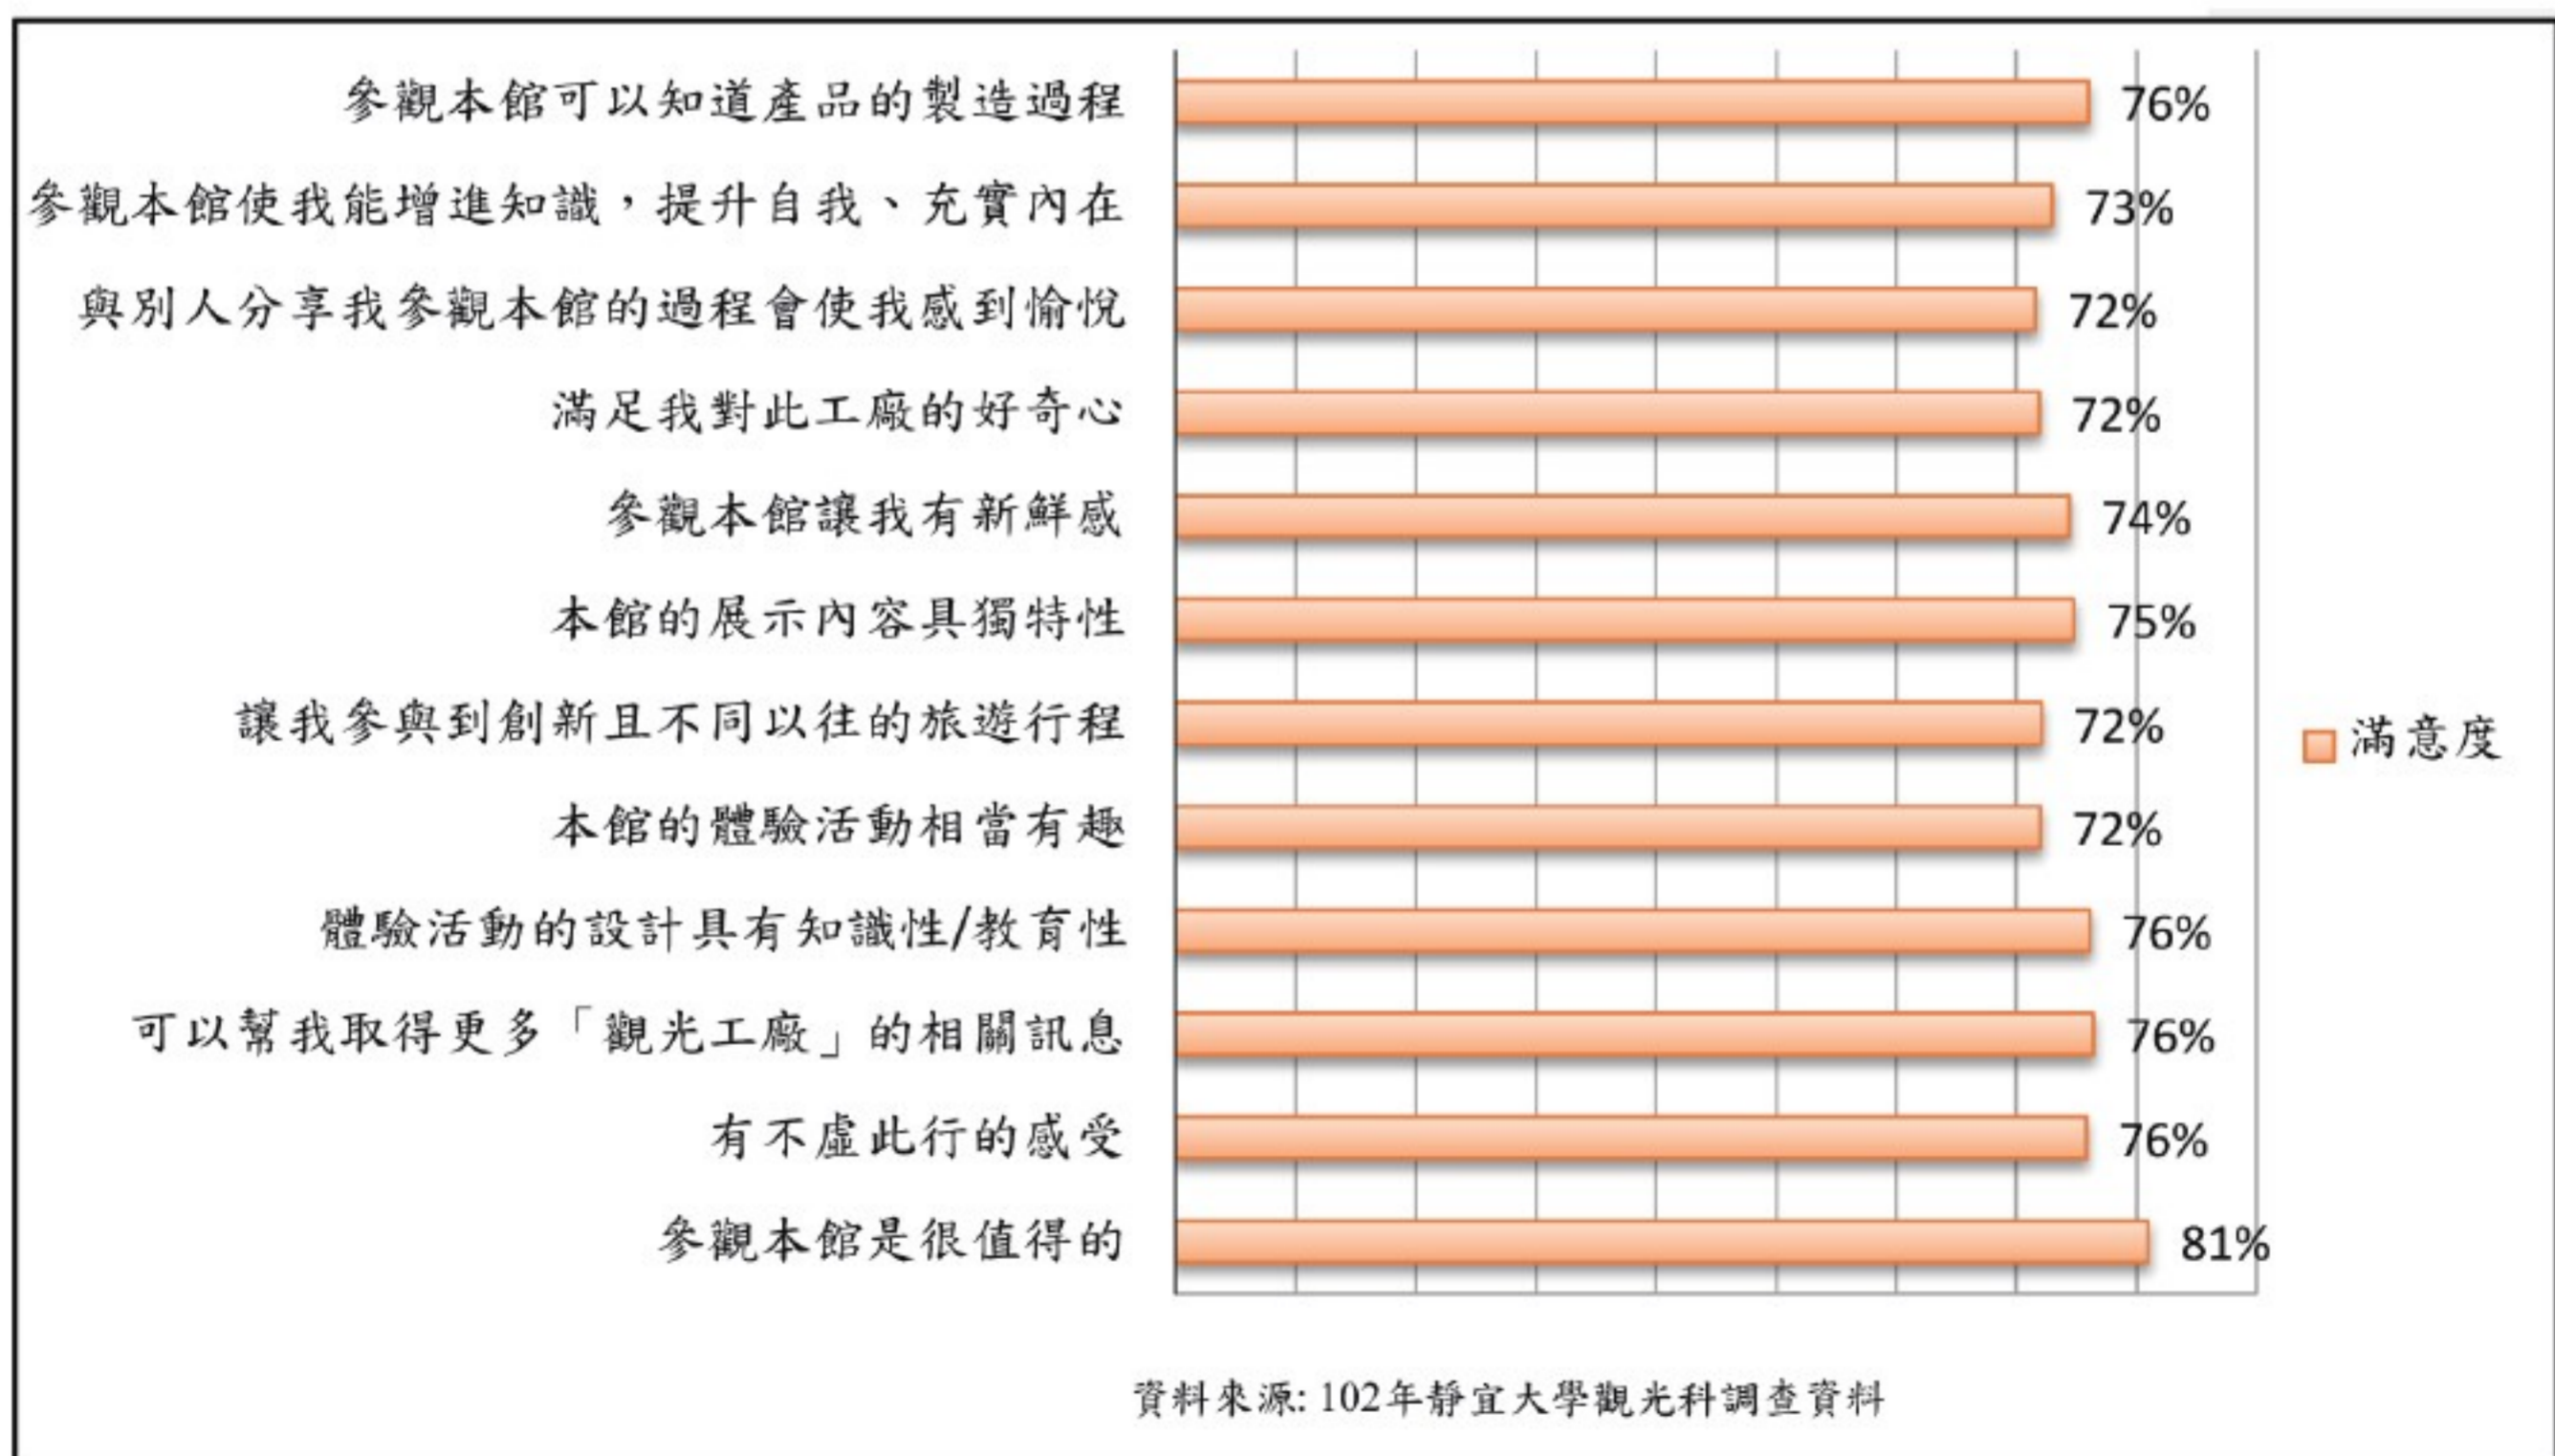 參觀本館可以知道產品的製造過程 76%
參觀本館使我能增進知識，提升自我、充實內在 73%
與別人分享我參觀本館的過程會使我感到愉悅 72%
滿足我對此工廠的好奇心 72%
參觀本館讓我有新鮮感 74%
本館的展示內容具獨特性 75%
讓我參與到創新且不同以往的旅遊行程 72%
本館的體驗活動相當有趣 72%
體驗活動的設計具有知識性/教育性 76%
可以幫我取得更多「觀光工廠」的相關訊息 76%
有不虛此行的感受 76%
參觀本館是很值得的 81%
滿意度
資料來源: 102年靜宜大學觀光科調查資料